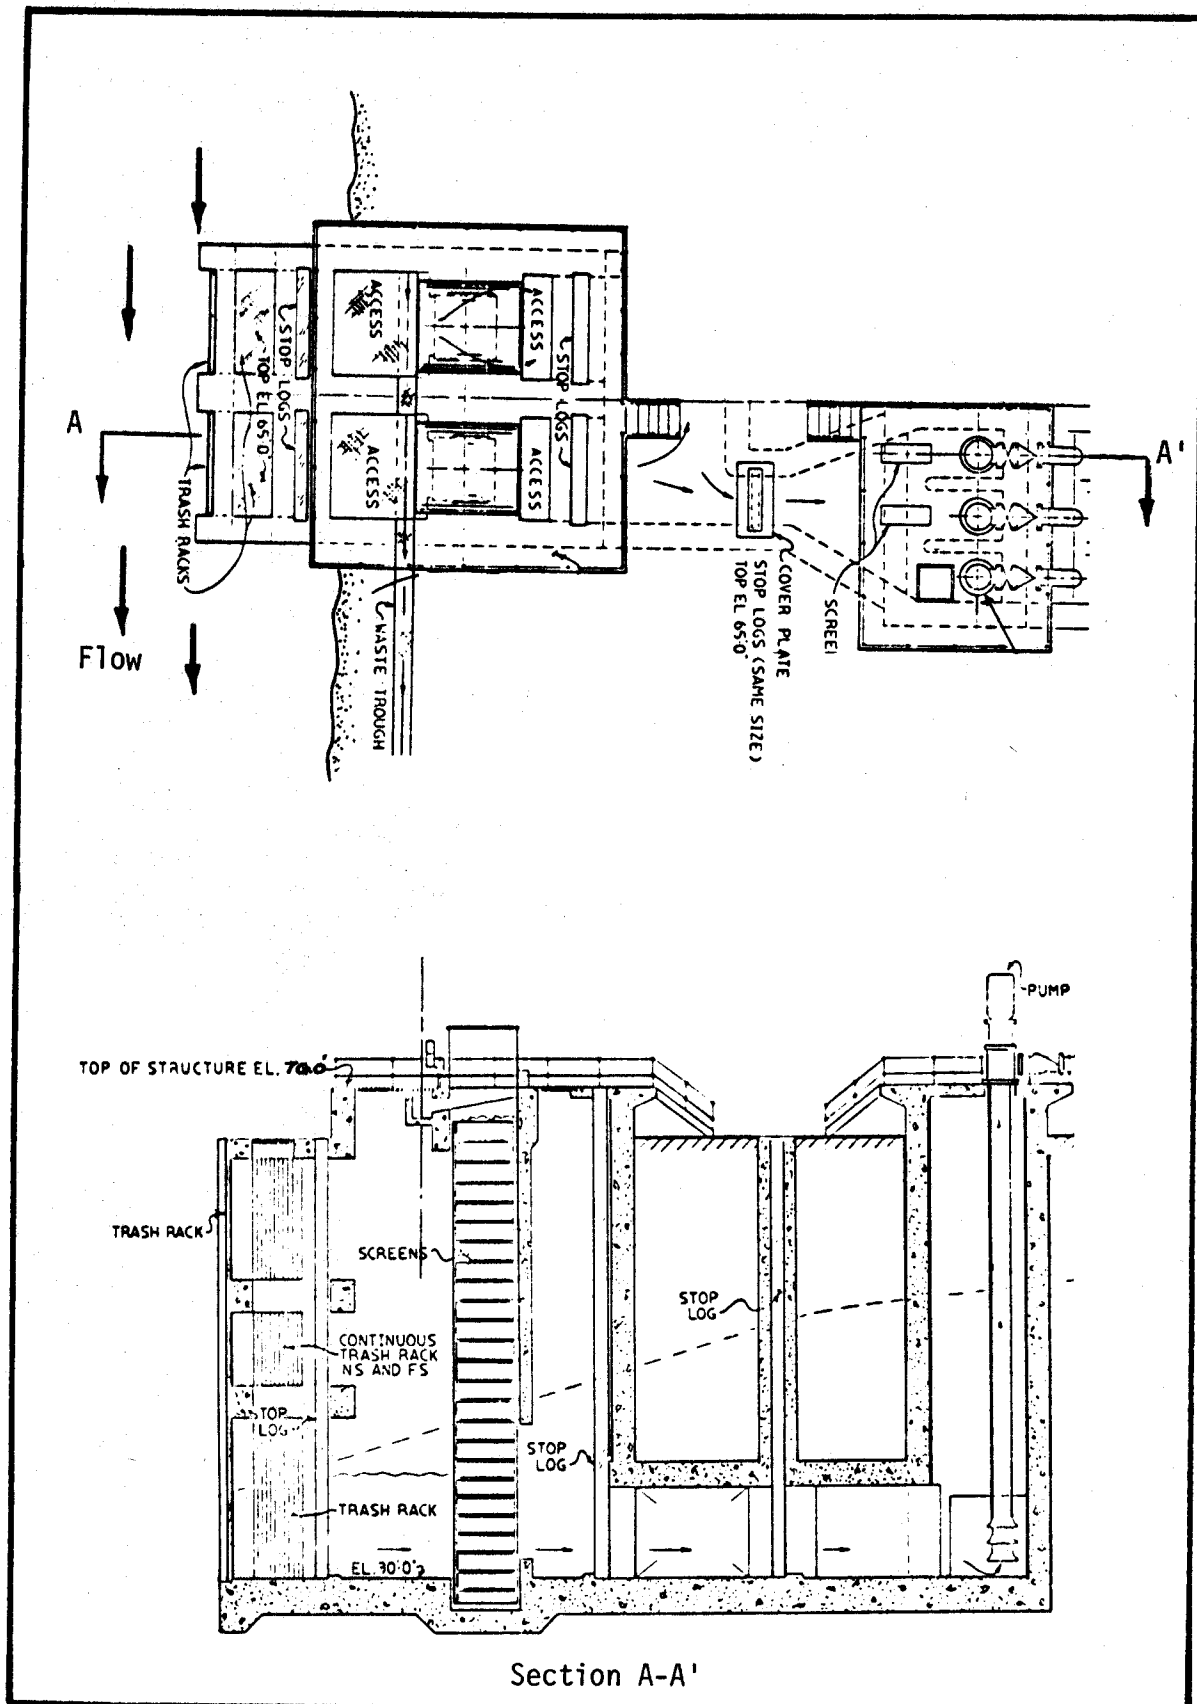 ACCESS
ACCESS
STOP LOGS
STOP LOGS
TOP EL 65'0"
A
A'
ACCESS
ACCESS
TRASH RACKS
COVER PLATE
STOP LOGS (SAME SIZE)
TOP EL 65'0"
Flow
WASTE TROUGH
PUMP
TOP OF STRUCTURE EL. 70.0'
TRASH RACK
SCREENS
STOP
LOG
CONTINUOUS
TRASH RACK
NS AND FS
STOP
LOG
STOP
LOG
TRASH RACK
EL 30'0"
Section A-A'